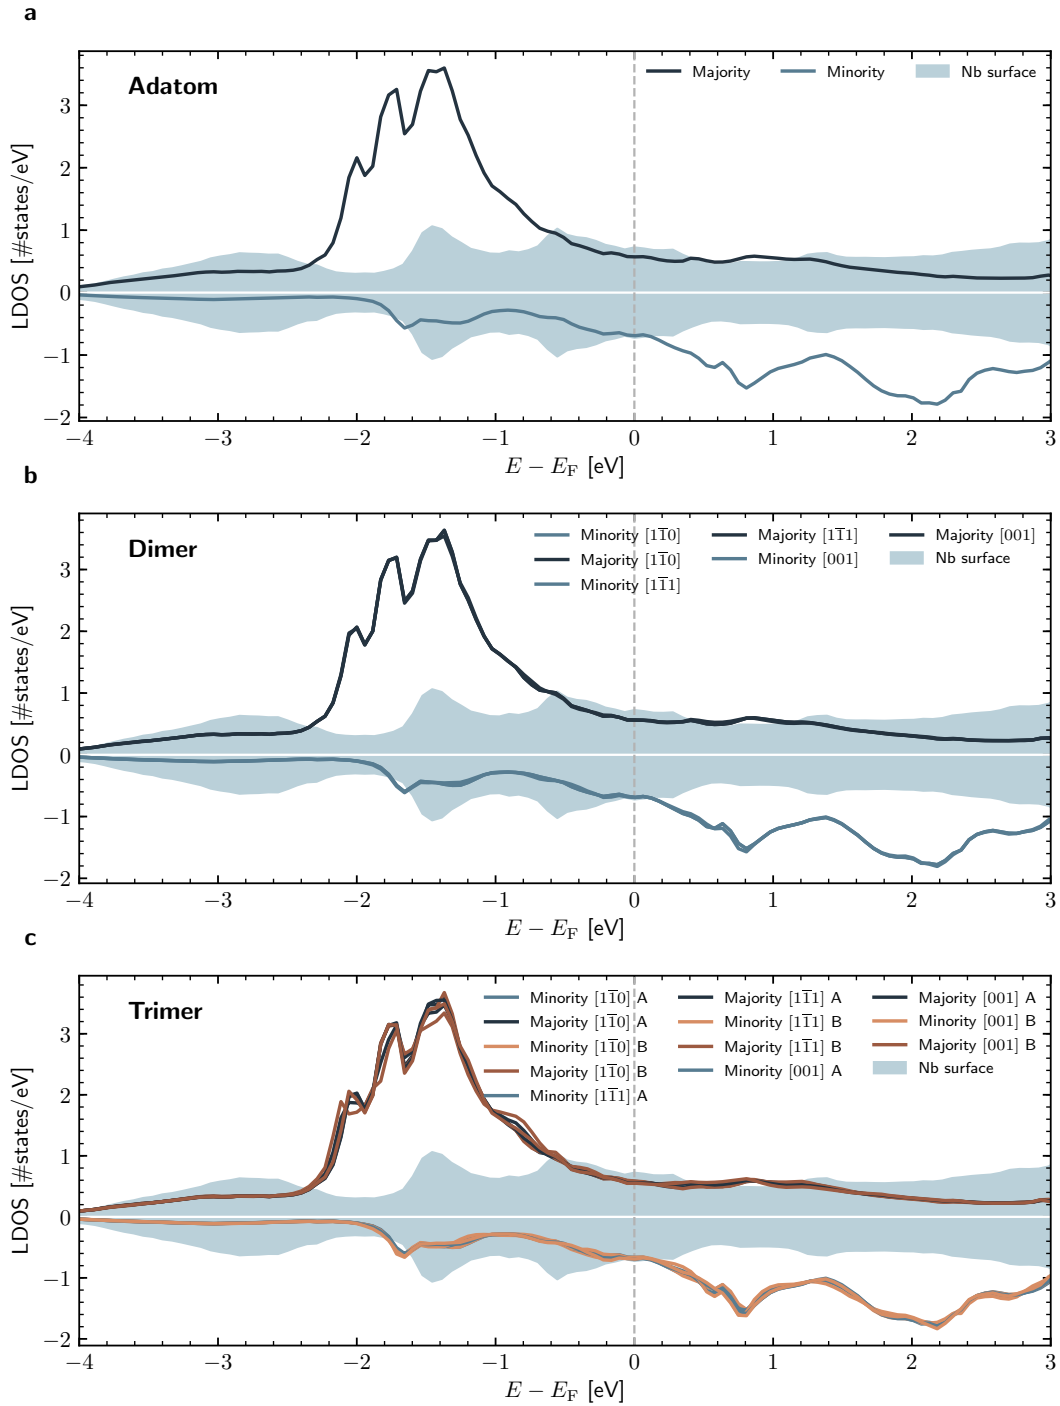 a
Adatom
Majority Minority Nb surface
LDOS [#states/eV]
3
2
1
0
−1
−2
−4 −3 −2 −1 0 1 2 3
E − E_F [eV]
b
Dimer
Minority [11̅0] Majority [11̅1] Majority [001]
Majority [11̅0] Minority [001] Nb surface
Minority [11̅1]
LDOS [#states/eV]
3
2
1
0
−1
−2
−4 −3 −2 −1 0 1 2 3
E − E_F [eV]
c
Trimer
Minority [11̅0] A Majority [11̅1] A Majority [001] A
Majority [11̅0] A Minority [11̅1] B Minority [001] B
Minority [11̅0] B Majority [11̅1] B Majority [001] B
Majority [11̅0] B Minority [001] A Nb surface
Minority [11̅1] A
LDOS [#states/eV]
3
2
1
0
−1
−2
−4 −3 −2 −1 0 1 2 3
E − E_F [eV]